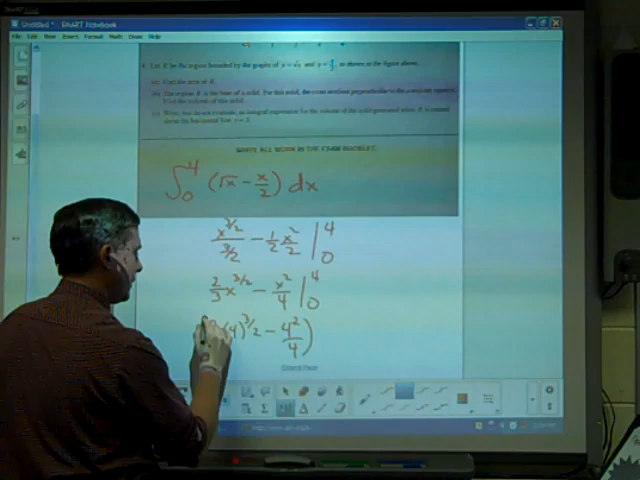 Untitled * - SMART Notebook
File Edit View Insert Format Math Draw Help
4. Let R be the region bounded by the graphs of y = √x and y = x/2, as shown in the figure above.
(a) Find the area of R.
(b) The region R is the base of a solid. For this solid, the cross sections perpendicular to the x-axis are squares.
Find the volume of this solid.
(c) Write, but do not evaluate, an integral expression for the volume of the solid generated when R is rotated
about the horizontal line y = 2.
WRITE ALL WORK IN THE EXAM BOOKLET.
∫₀⁴ (√x − x/2) dx
x^(3/2)/(3/2) − 1/2 x²/2 |₀⁴
2/3 x^(3/2) − x²/4 |₀⁴
(4)^(3/2) − 4²/4)
Extend Page